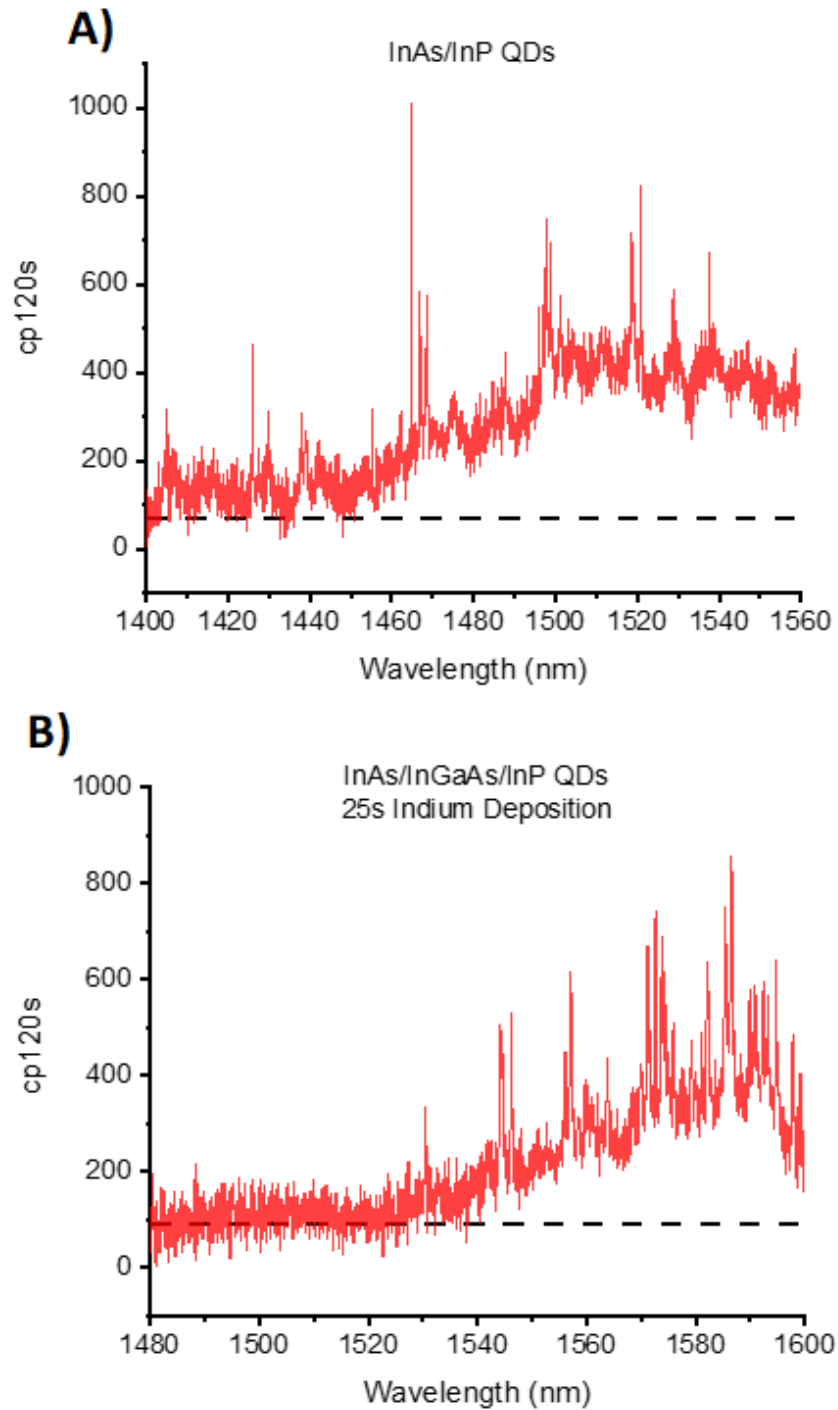 A)
InAs/InP QDs
1000
800
600
400
200
0
cp120s
1400 1420 1440 1460 1480 1500 1520 1540 1560
Wavelength (nm)
B)
InAs/InGaAs/InP QDs
25s Indium Deposition
1000
800
600
400
200
0
cp120s
1480 1500 1520 1540 1560 1580 1600
Wavelength (nm)